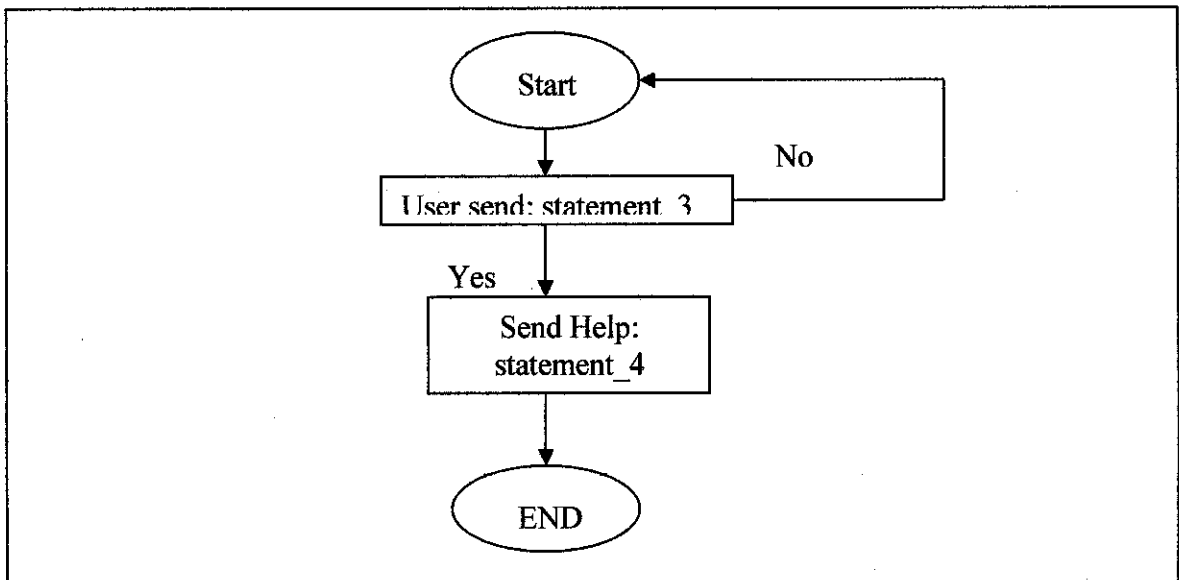 Start
No
User send: statement_3
Yes
Send Help:
statement_4
END